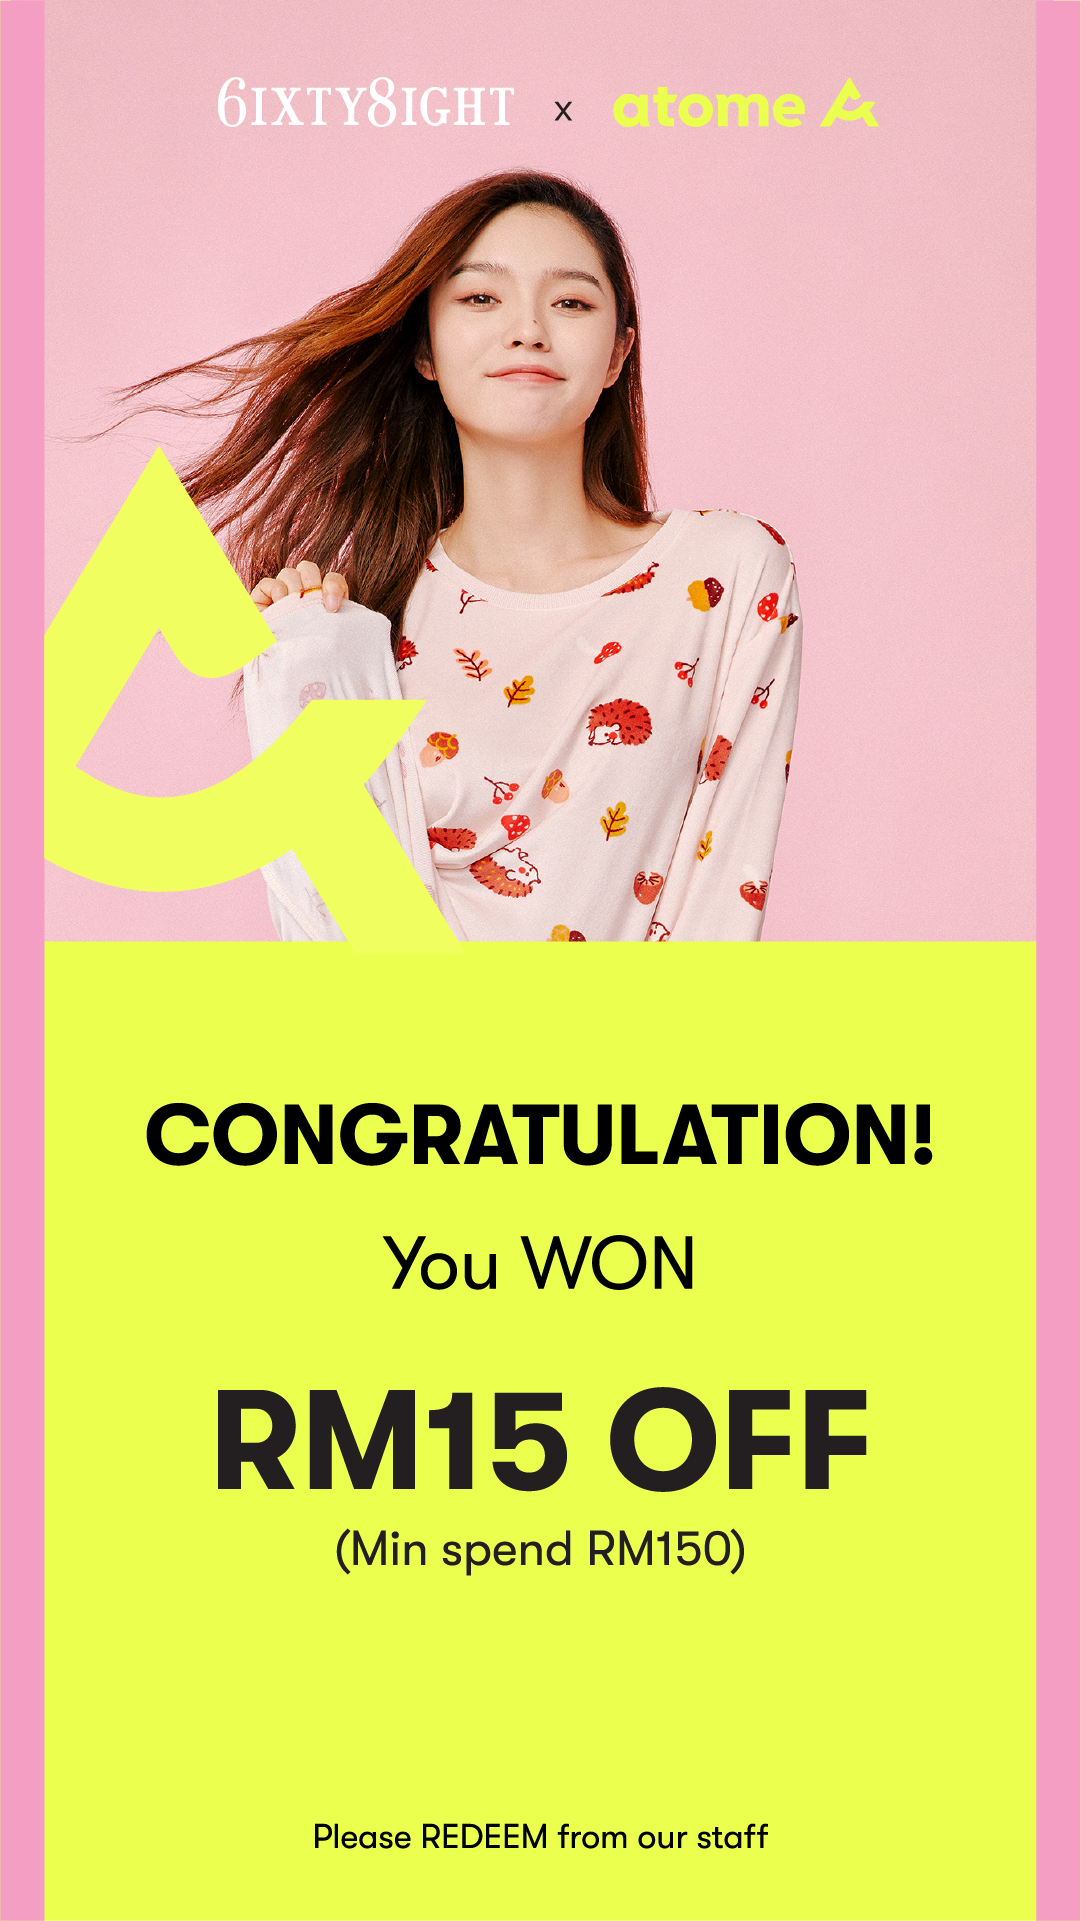 6IXTY8IGHT x atome
CONGRATULATION!
You WON
RM15 OFF
(Min spend RM150)
Please REDEEM from our staff